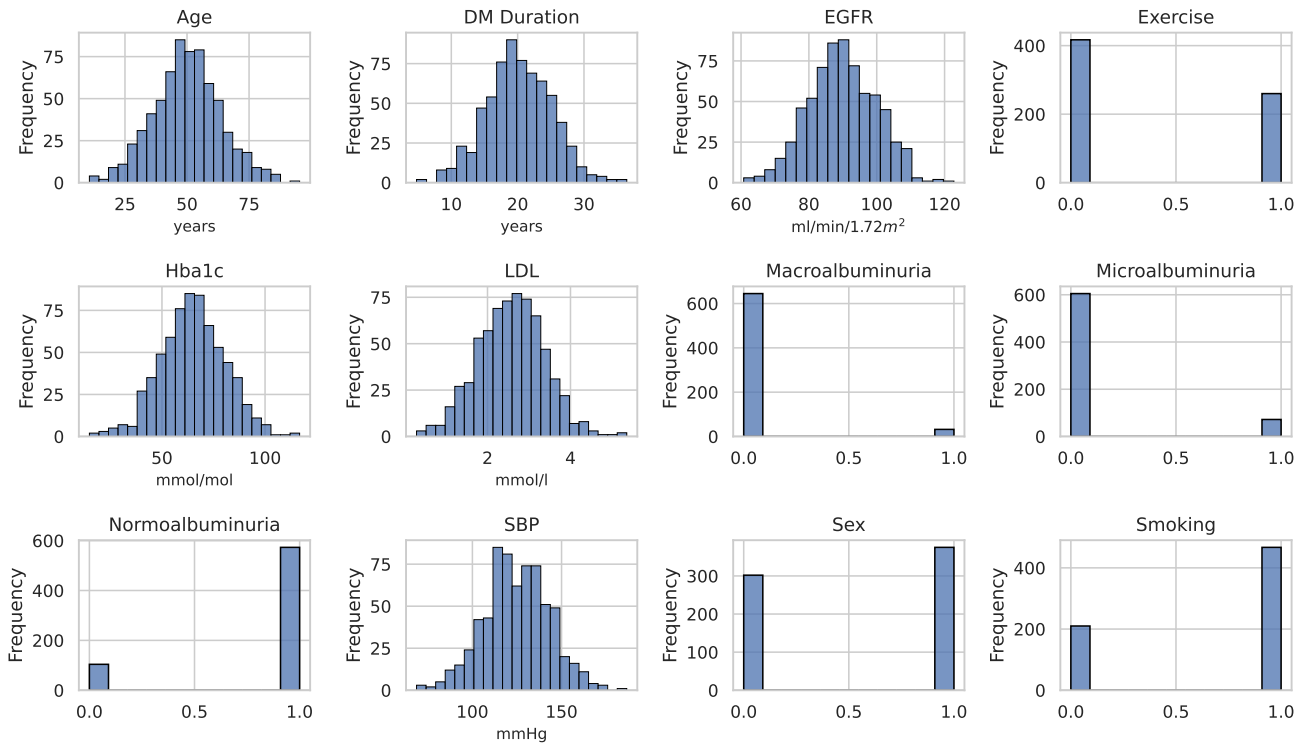 Age
DM Duration
EGFR
Exercise
Frequency
75
50
25
0
25
50
75
years
Frequency
75
50
25
0
10
20
30
years
Frequency
75
50
25
0
60
80
100
120
ml/min/1.72m²
Frequency
400
200
0
0.0
0.5
1.0
Hba1c
LDL
Macroalbuminuria
Microalbuminuria
Frequency
75
50
25
0
50
100
mmol/mol
Frequency
75
50
25
0
2
4
mmol/l
Frequency
600
400
200
0
0.0
0.5
1.0
Frequency
600
400
200
0
0.0
0.5
1.0
Normoalbuminuria
SBP
Sex
Smoking
Frequency
600
400
200
0
0.0
0.5
1.0
Frequency
75
50
25
0
100
150
mmHg
Frequency
300
200
100
0
0.0
0.5
1.0
Frequency
400
200
0
0.0
0.5
1.0